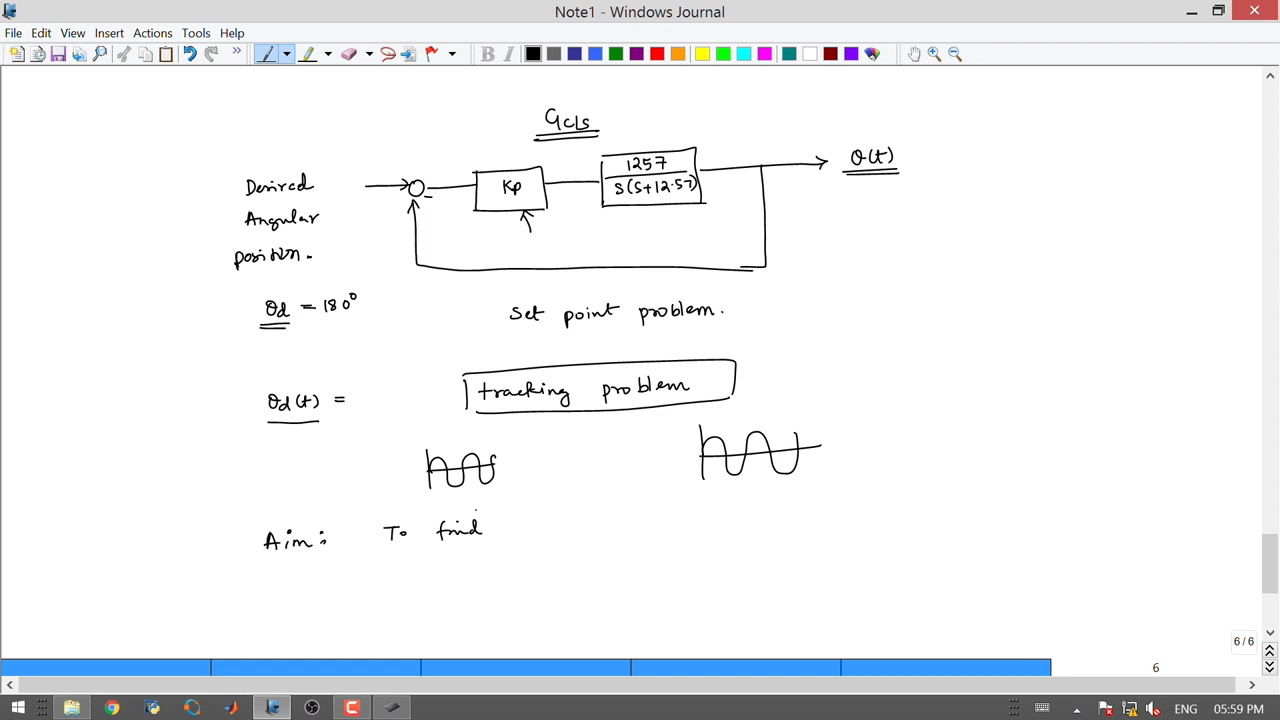 Note1 - Windows Journal
File Edit View Insert Actions Tools Help
GCLS
Desired
Angular
position.
Kp
1257
s(s+12.57)
θ(t)
θd = 180°
Set point problem.
θd(t) =
tracking problem
Aim: To find
6/6
6
ENG 05:59 PM